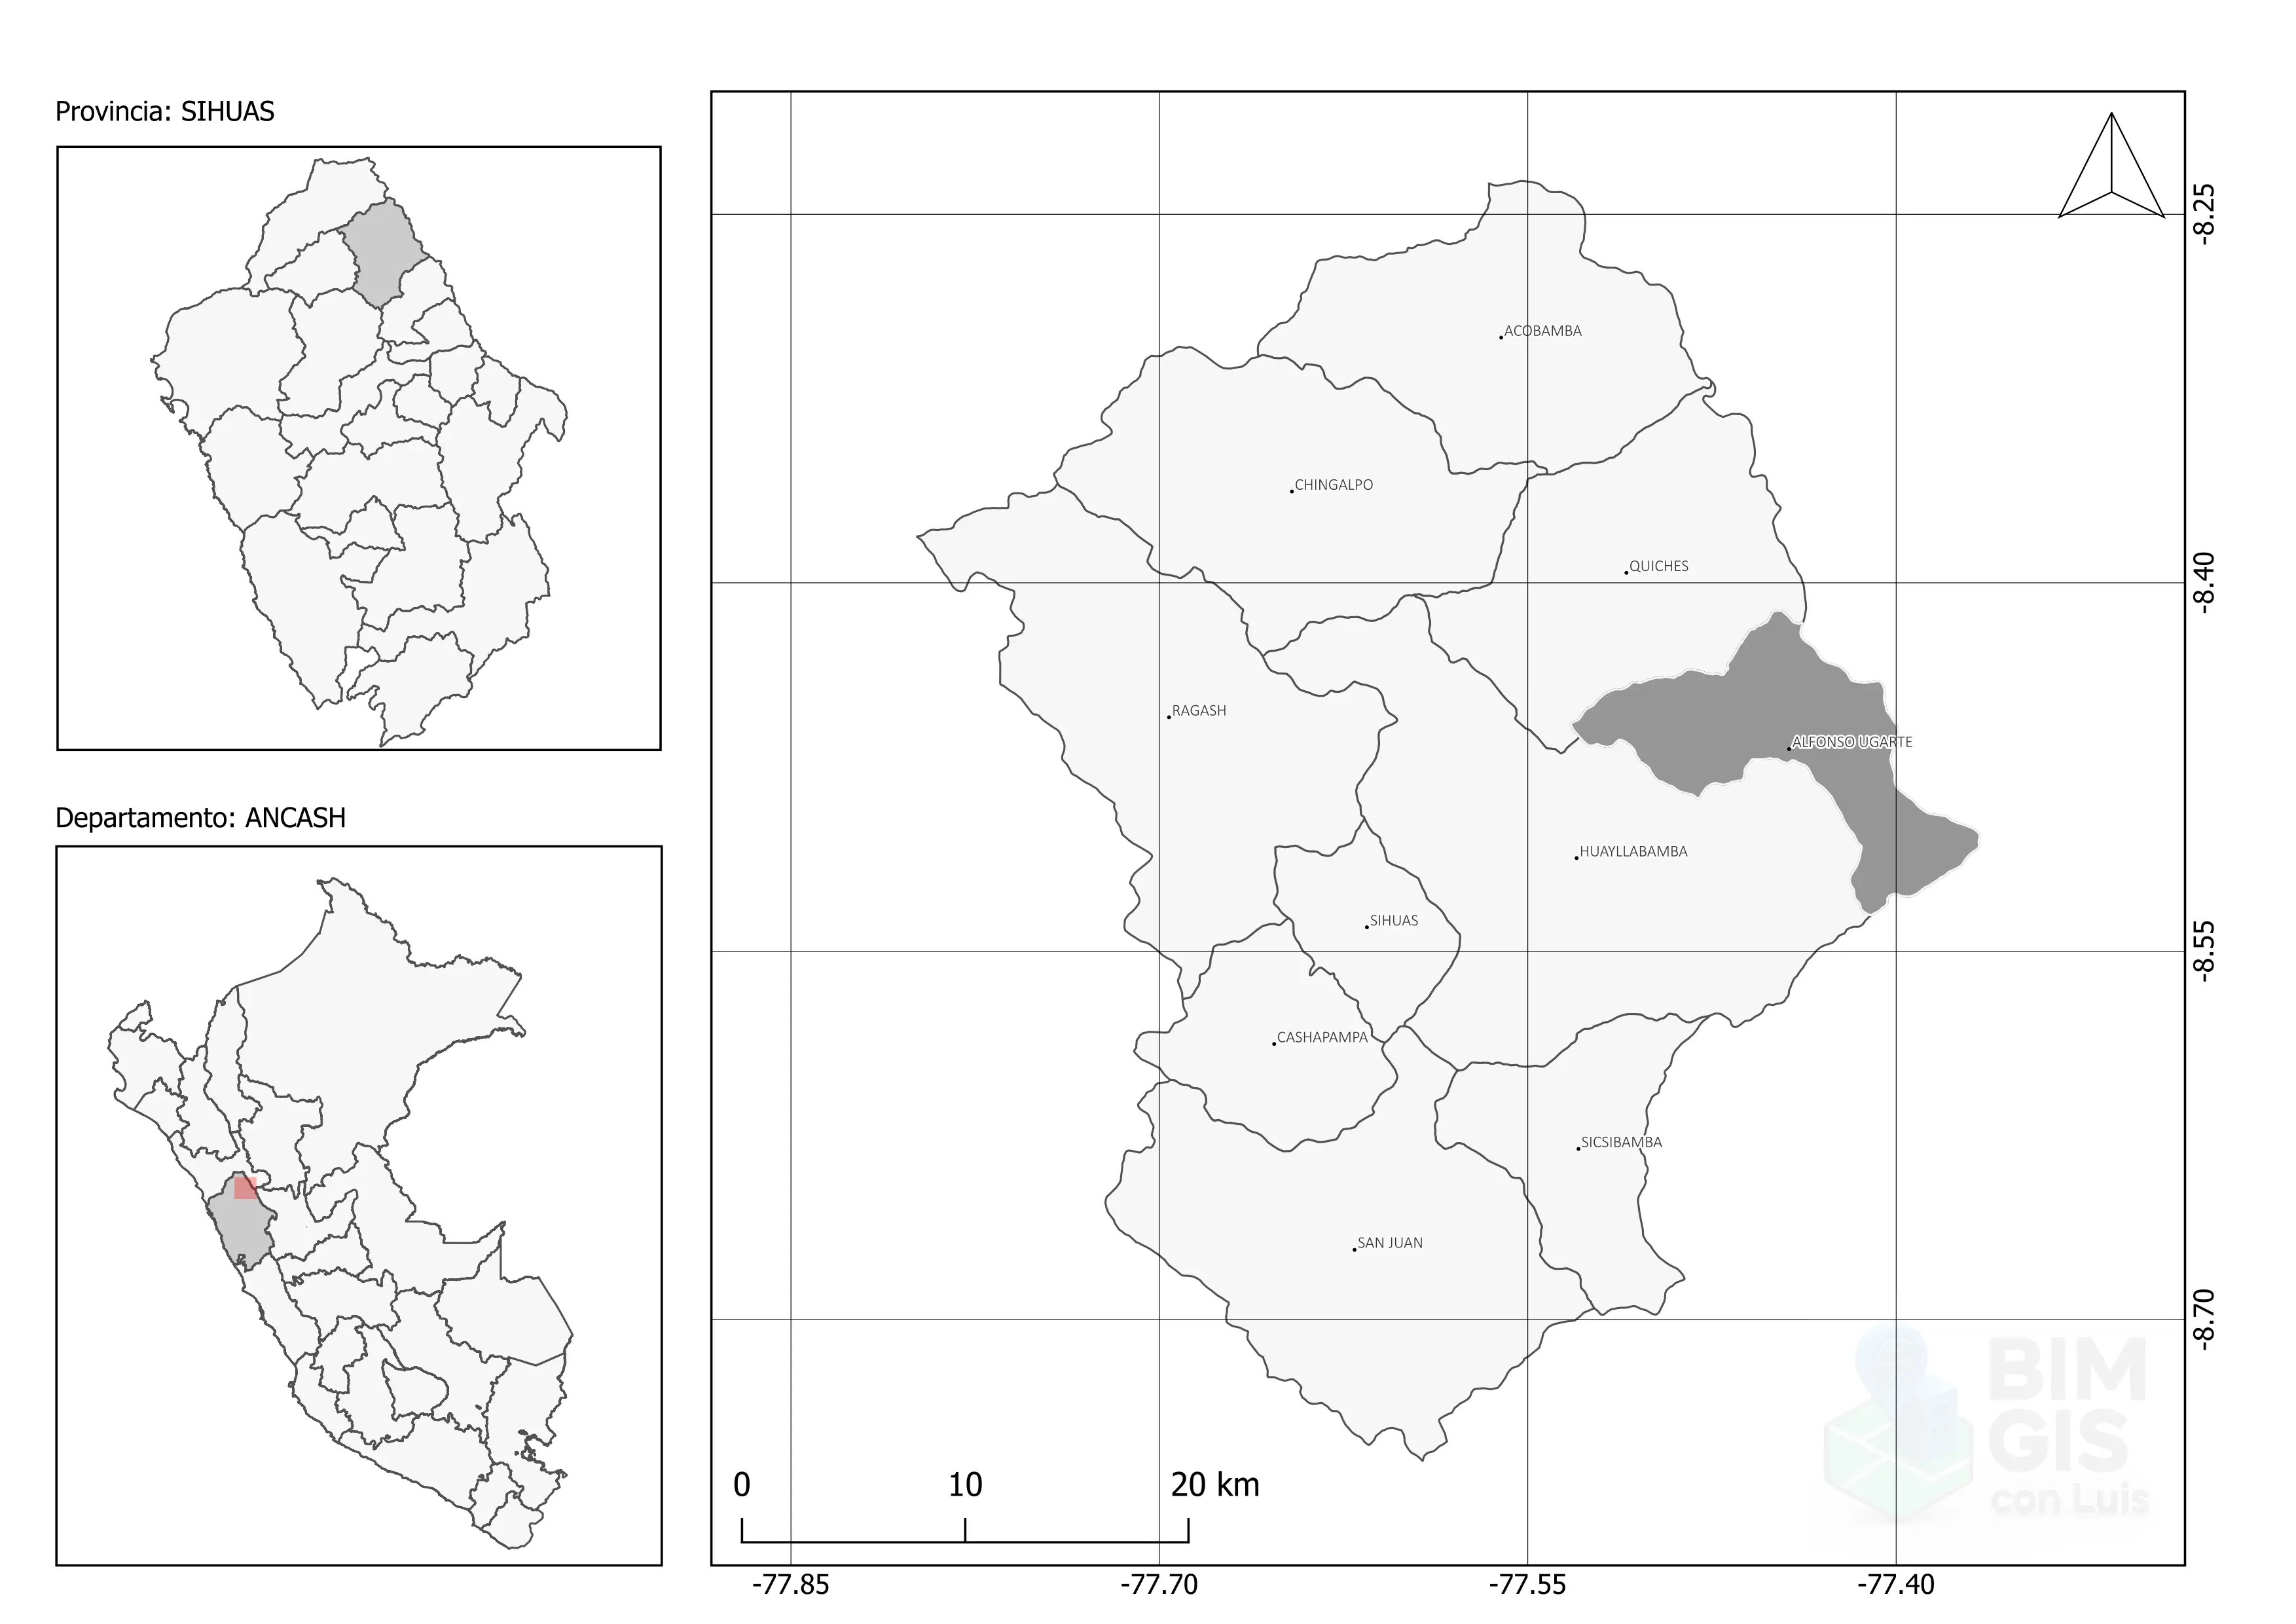 Provincia: SIHUAS
Departamento: ANCASH
ACOBAMBA
CHINGALPO
QUICHES
RAGASH
ALFONSO UGARTE
HUAYLLABAMBA
SIHUAS
CASHAPAMPA
SICSIBAMBA
SAN JUAN
-8.25
-8.40
-8.55
-8.70
0 10 20 km
-77.85 -77.70 -77.55 -77.40
BIM
GIS
con Luis